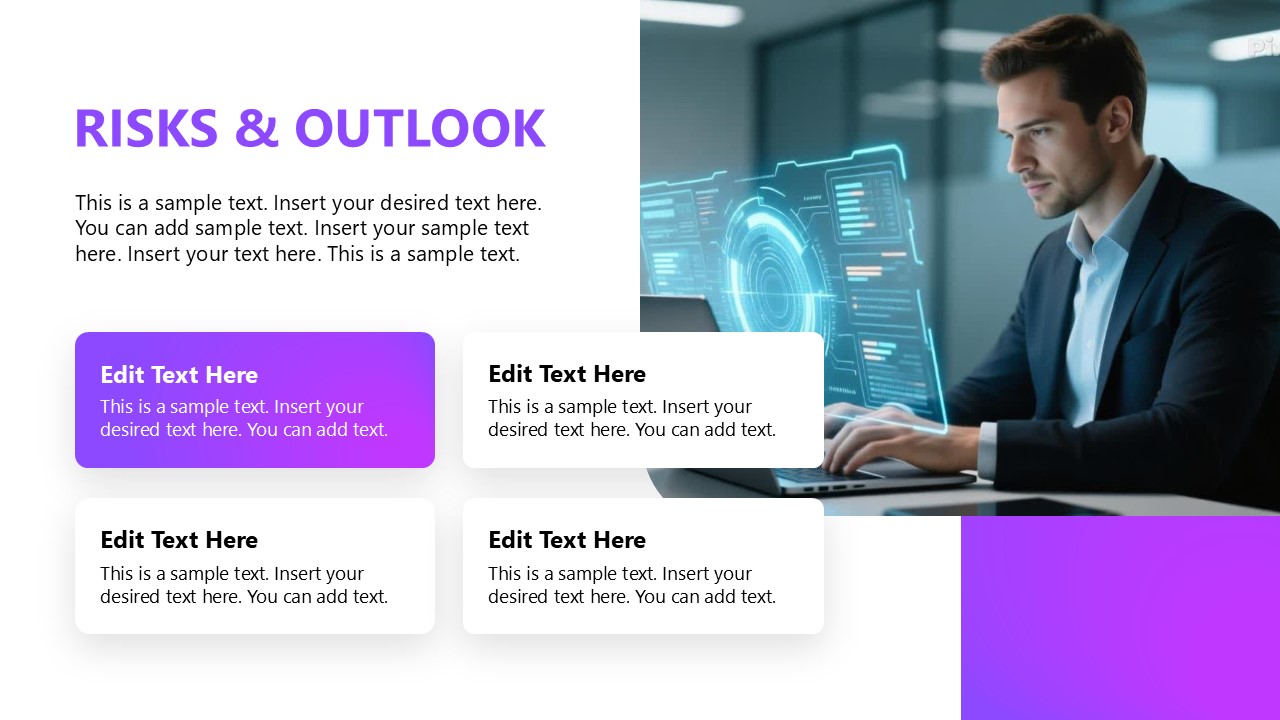 RISKS & OUTLOOK
This is a sample text. Insert your desired text here.
You can add sample text. Insert your sample text
here. Insert your text here. This is a sample text.
Edit Text Here
This is a sample text. Insert your
desired text here. You can add text.
Edit Text Here
This is a sample text. Insert your
desired text here. You can add text.
Edit Text Here
This is a sample text. Insert your
desired text here. You can add text.
Edit Text Here
This is a sample text. Insert your
desired text here. You can add text.